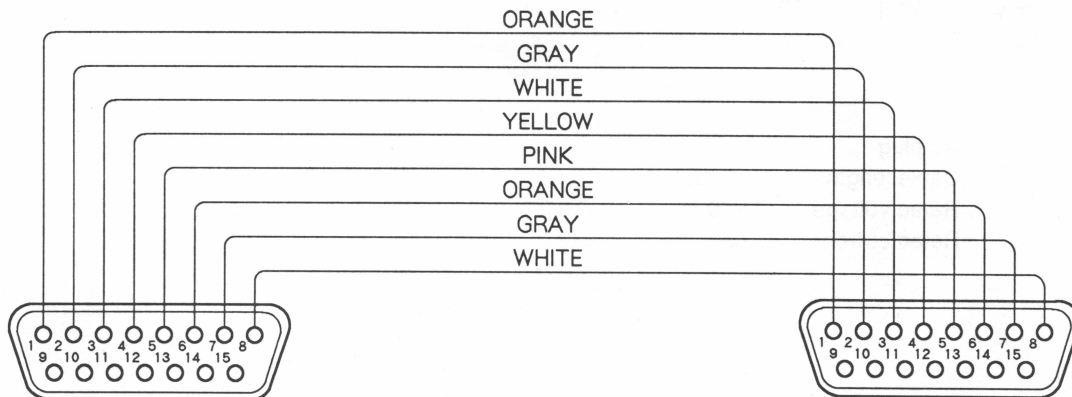 ORANGE
GRAY
WHITE
YELLOW
PINK
ORANGE
GRAY
WHITE
1 2 3 4 5 6 7 8
9 10 11 12 13 14 15
1 2 3 4 5 6 7 8
9 10 11 12 13 14 15